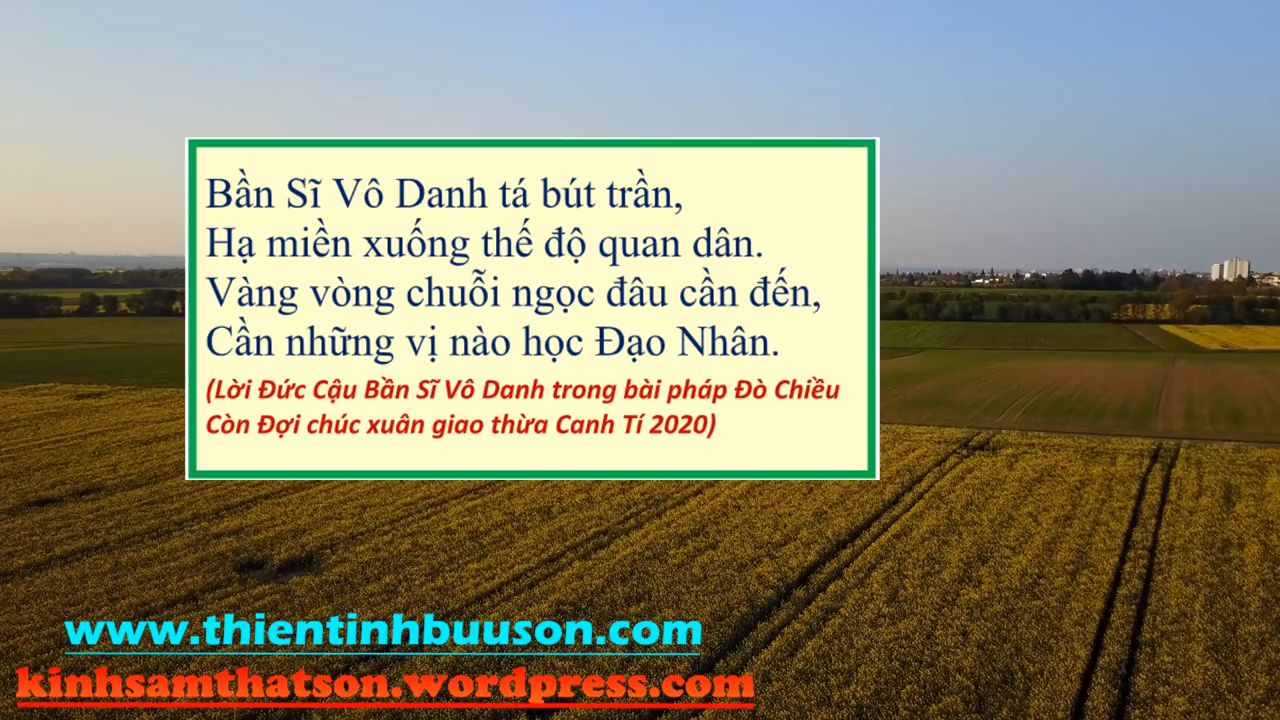 Bần Sĩ Vô Danh tá bút trần,
Hạ miền xuống thế độ quan dân.
Vàng vòng chuỗi ngọc đâu cần đến,
Cần những vị nào học Đạo Nhân.
(Lời Đức Cậu Bần Sĩ Vô Danh trong bài pháp Đò Chiều
Còn Đợi chúc xuân giao thừa Canh Tí 2020)
www.thientinhbuuson.com
kinhsamthatson.wordpress.com